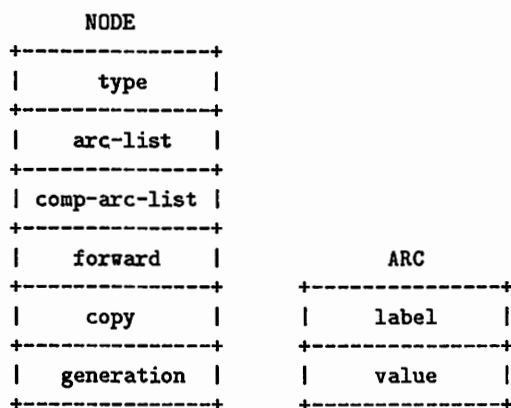 NODE
type
arc-list
comp-arc-list
forward
copy
generation
ARC
label
value